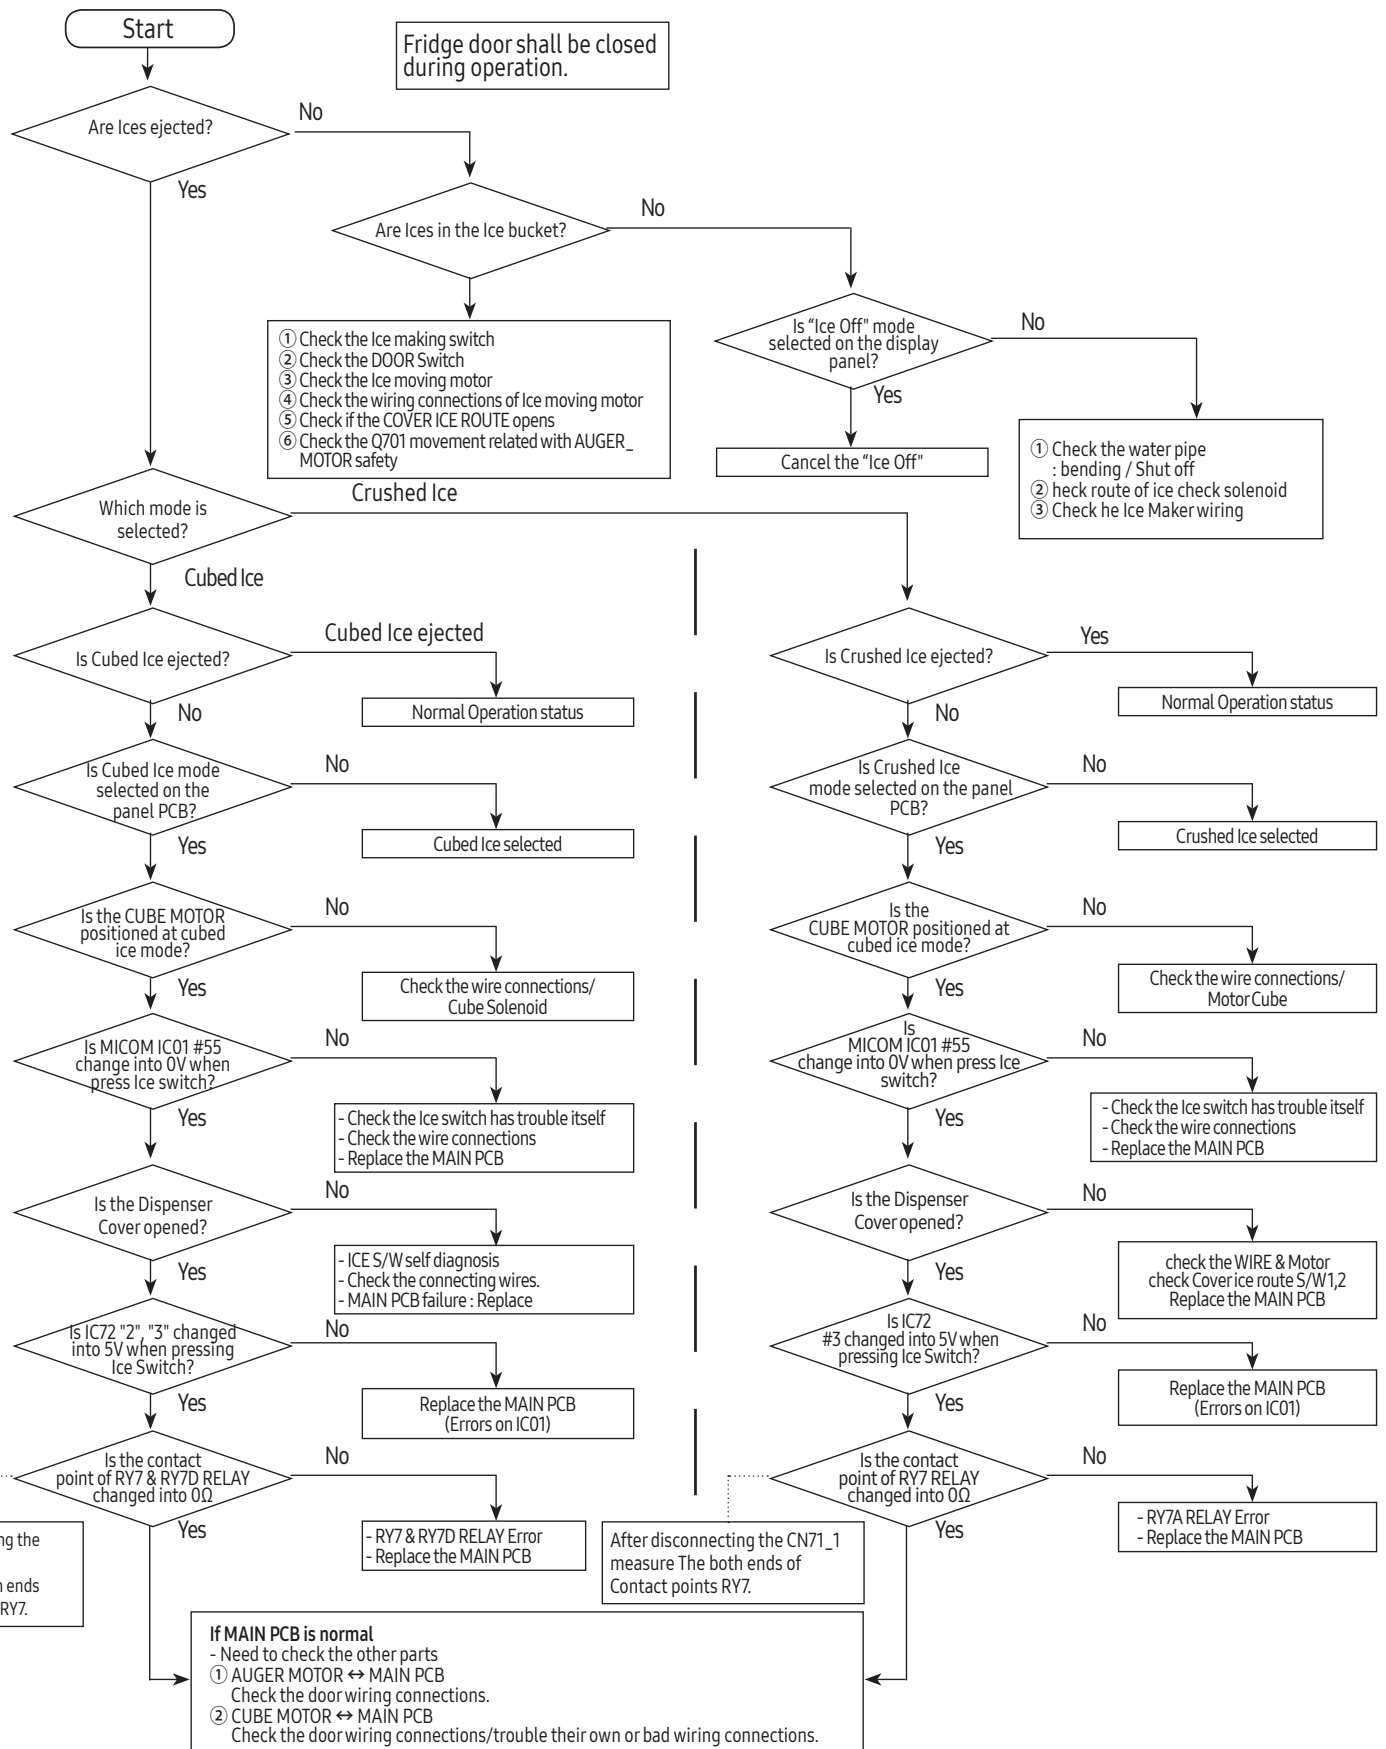 Start
Fridge door shall be closed
during operation.
Are Ices ejected?
No
Yes
Are Ices in the Ice bucket?
No
① Check the Ice making switch
② Check the DOOR Switch
③ Check the Ice moving motor
④ Check the wiring connections of Ice moving motor
⑤ Check if the COVER ICE ROUTE opens
⑥ Check the Q701 movement related with AUGER_
MOTOR safety
Is “Ice Off" mode
selected on the display
panel?
No
Yes
Cancel the “Ice Off"
① Check the water pipe
: bending / Shut off
② heck route of ice check solenoid
③ Check he Ice Maker wiring
Which mode is
selected?
Crushed Ice
Cubed Ice
Is Cubed Ice ejected?
Cubed Ice ejected
Normal Operation status
No
Is Cubed Ice mode
selected on the
panel PCB?
No
Cubed Ice selected
Yes
Is the CUBE MOTOR
positioned at cubed
ice mode?
No
Check the wire connections/
Cube Solenoid
Yes
Is MICOM IC01 #55
change into 0V when
press Ice switch?
No
- Check the Ice switch has trouble itself
- Check the wire connections
- Replace the MAIN PCB
Yes
Is the Dispenser
Cover opened?
No
- ICE S/W self diagnosis
- Check the connecting wires.
- MAIN PCB failure : Replace
Yes
Is IC72 "2", "3" changed
into 5V when pressing
Ice Switch?
No
Replace the MAIN PCB
(Errors on IC01)
Yes
Is the contact
point of RY7 & RY7D RELAY
changed into 0Ω
No
- RY7 & RY7D RELAY Error
- Replace the MAIN PCB
Yes
ng the
ends
RY7.
Is Crushed Ice ejected?
Yes
Normal Operation status
No
Is Crushed Ice
mode selected on the panel
PCB?
No
Crushed Ice selected
Yes
Is the
CUBE MOTOR positioned at
cubed ice mode?
No
Check the wire connections/
Motor Cube
Yes
Is
MICOM IC01 #55
change into 0V when press Ice
switch?
No
- Check the Ice switch has trouble itself
- Check the wire connections
- Replace the MAIN PCB
Yes
Is the Dispenser
Cover opened?
No
check the WIRE & Motor
check Cover ice route S/W1,2
Replace the MAIN PCB
Yes
Is IC72
#3 changed into 5V when
pressing Ice Switch?
No
Replace the MAIN PCB
(Errors on IC01)
Yes
Is the contact
point of RY7 RELAY
changed into 0Ω
No
- RY7A RELAY Error
- Replace the MAIN PCB
Yes
After disconnecting the CN71_1
measure The both ends of
Contact points RY7.
If MAIN PCB is normal
- Need to check the other parts
① AUGER MOTOR ↔ MAIN PCB
Check the door wiring connections.
② CUBE MOTOR ↔ MAIN PCB
Check the door wiring connections/trouble their own or bad wiring connections.